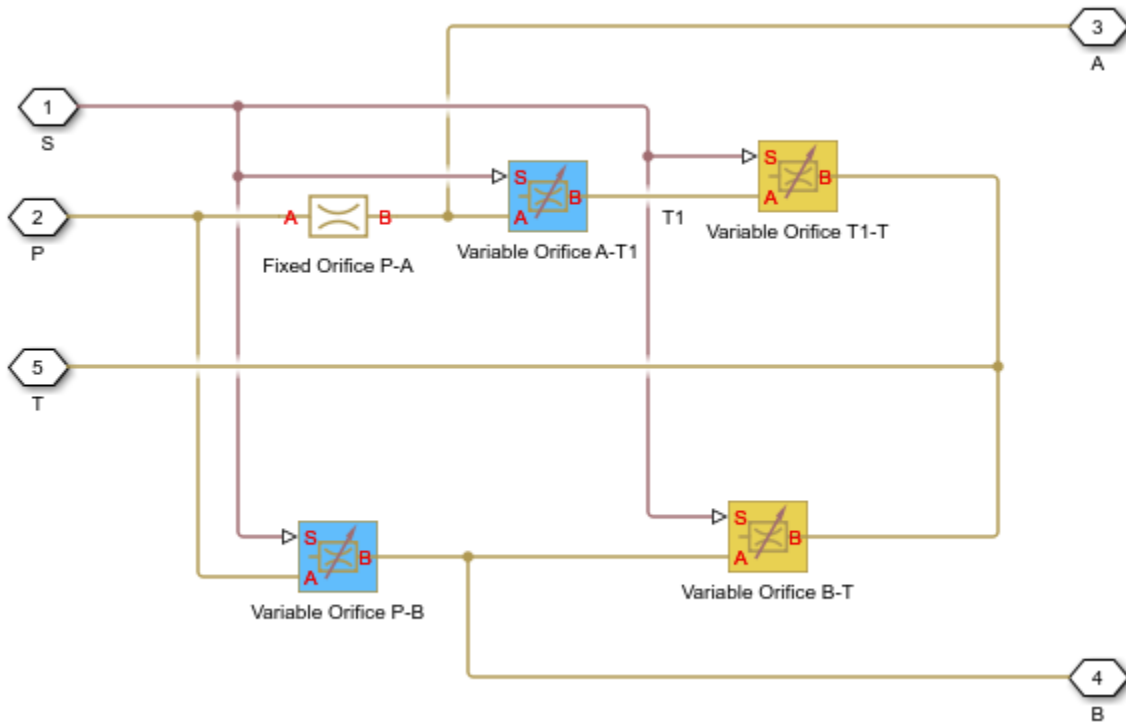 3
A
1
S
S
B
A
2
P
A
B
Fixed Orifice P-A
S
B
A
Variable Orifice A-T1
T1
Variable Orifice T1-T
5
T
S
B
A
Variable Orifice P-B
S
B
A
Variable Orifice B-T
4
B